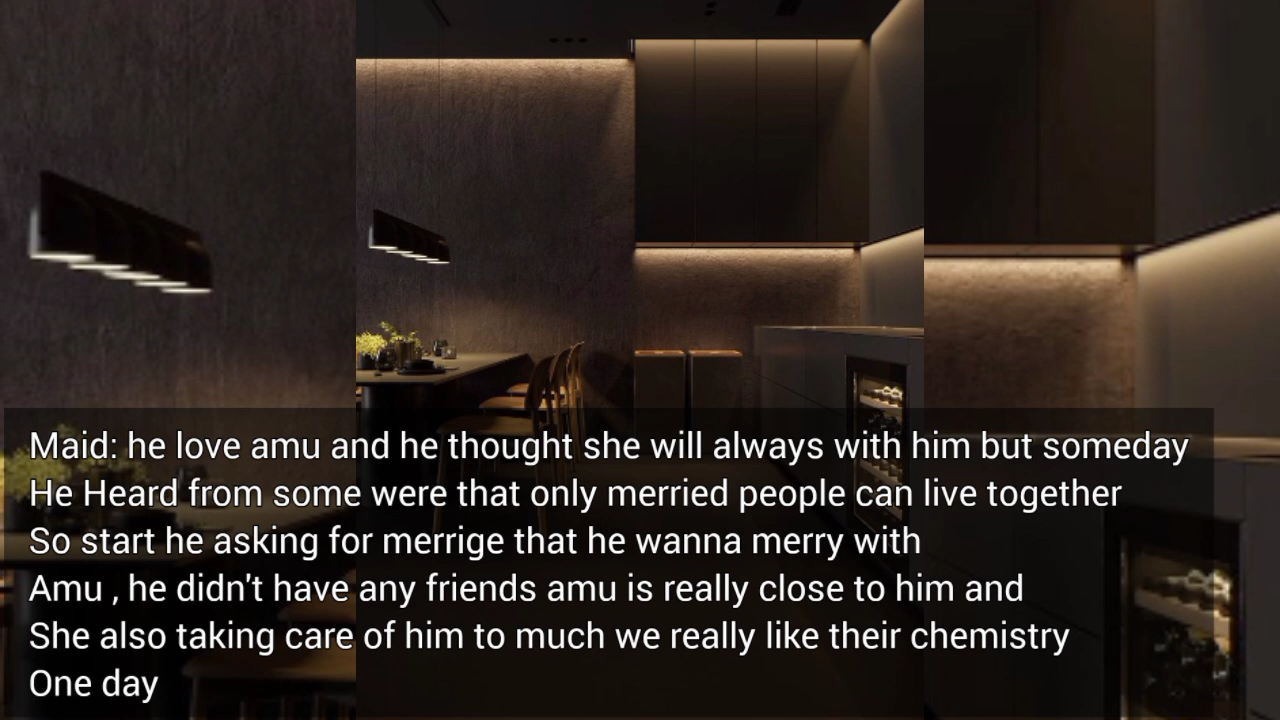 Maid: he love amu and he thought she will always with him but someday
He Heard from some were that only merried people can live together
So start he asking for merrige that he wanna merry with
Amu , he didn't have any friends amu is really close to him and
She also taking care of him to much we really like their chemistry
One day